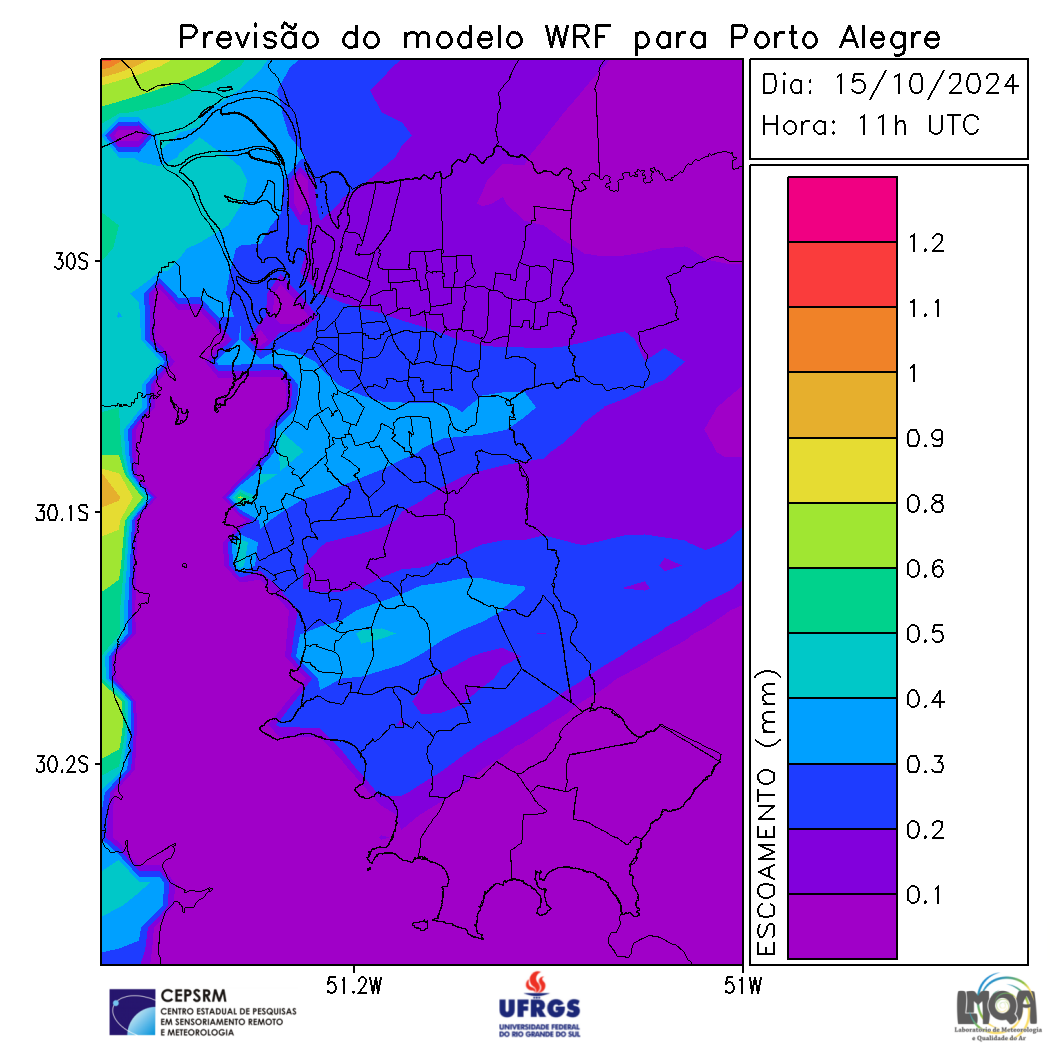 Previsão do modelo WRF para Porto Alegre
Dia: 15/10/2024
Hora: 11h UTC
30S
30.1S
30.2S
51.2W
51W
ESCOAMENTO (mm)
1.2
1.1
1
0.9
0.8
0.6
0.5
0.4
0.3
0.2
0.1
CEPSRM
CENTRO ESTADUAL DE PESQUISAS
EM SENSORIAMENTO REMOTO
E METEOROLOGIA
UFRGS
UNIVERSIDADE FEDERAL
DO RIO GRANDE DO SUL
LMQA
Laboratório de Meteorologia
e Qualidade do Ar